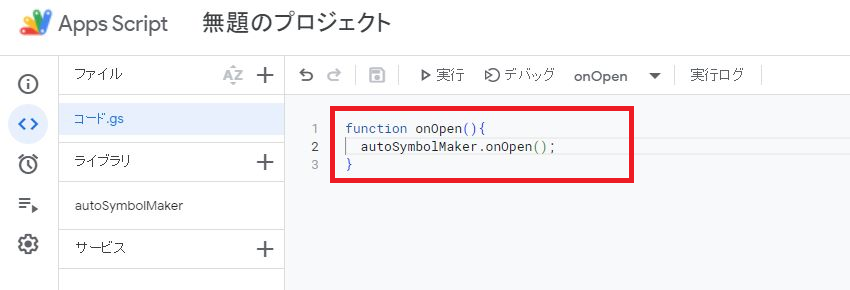 Apps Script 無題のプロジェクト
ファイル AZ
実行 デバッグ onOpen 実行ログ
コード.gs
ライブラリ
autoSymbolMaker
サービス
1 function onOpen(){
2 autoSymbolMaker.onOpen();
3 }